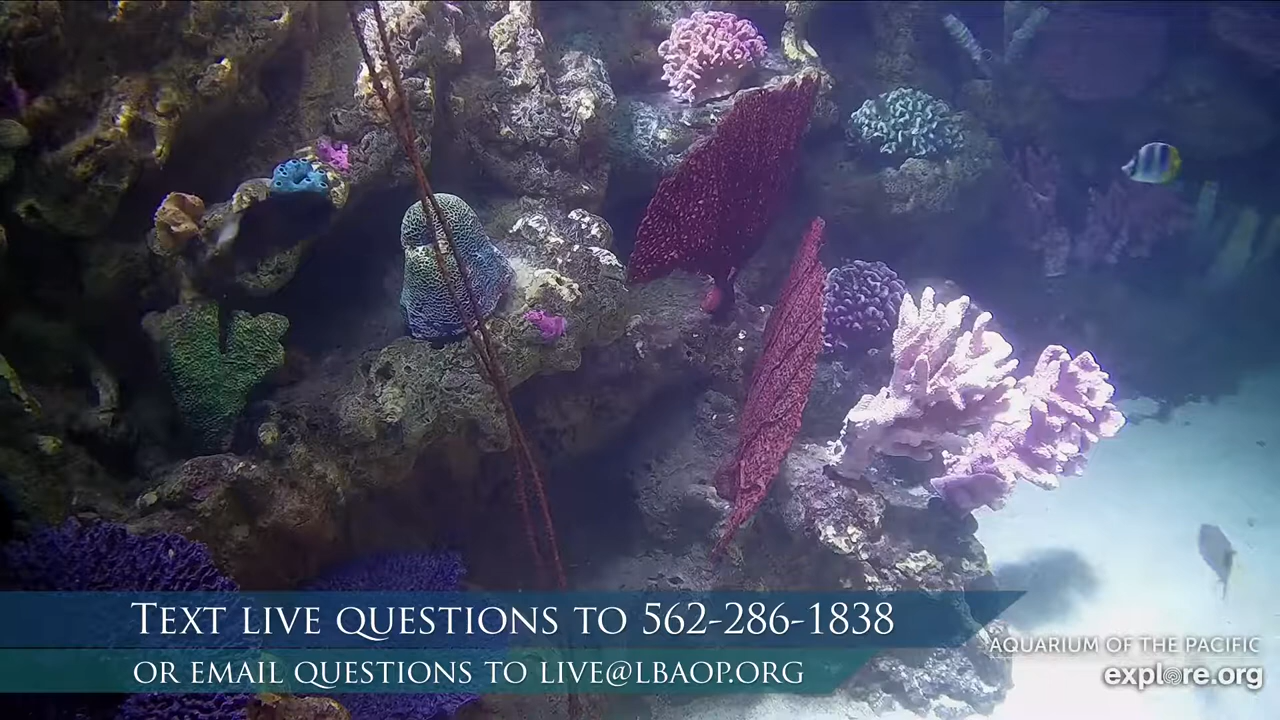 TEXT LIVE QUESTIONS TO 562-286-1838
OR EMAIL QUESTIONS TO LIVE@LBAOP.ORG
AQUARIUM OF THE PACIFIC
explore.org